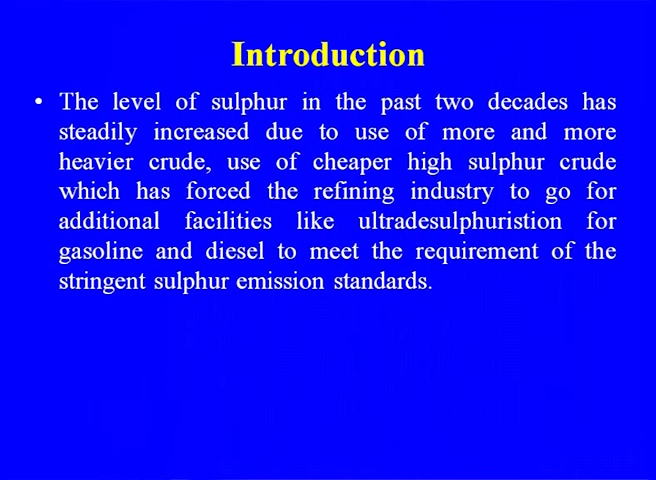 Introduction
• The level of sulphur in the past two decades has
steadily increased due to use of more and more
heavier crude, use of cheaper high sulphur crude
which has forced the refining industry to go for
additional facilities like ultradesulphuristion for
gasoline and diesel to meet the requirement of the
stringent sulphur emission standards.